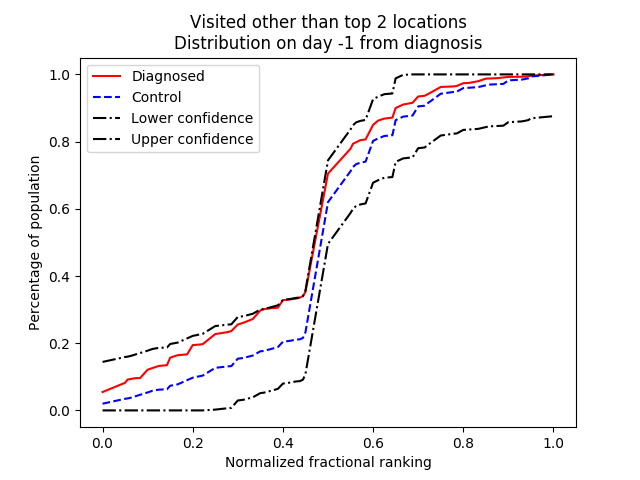 Visited other than top 2 locations
Distribution on day -1 from diagnosis
Diagnosed
Control
Lower confidence
Upper confidence
Percentage of population
1.0
0.8
0.6
0.4
0.2
0.0
0.0 0.2 0.4 0.6 0.8 1.0
Normalized fractional ranking